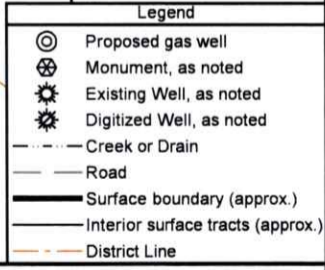 Legend
Proposed gas well
Monument, as noted
Existing Well, as noted
Digitized Well, as noted
Creek or Drain
Road
Surface boundary (approx.)
Interior surface tracts (approx.)
District Line